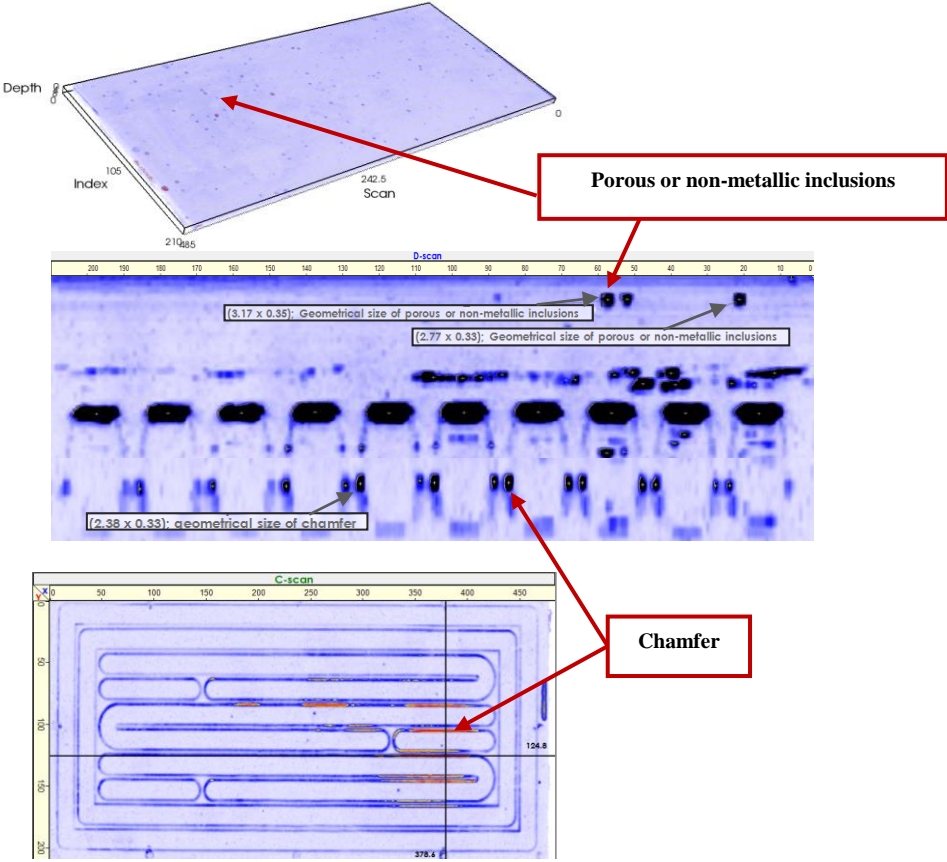 Depth
0
105
Index
242.5
Scan
210
485
Porous or non-metallic inclusions
D-scan
200 190 180 170 160 150 140 130 120 110 100 90 80 70 60 50 40 30 20 10 0
(3.17 x 0.35); Geometrical size of porous or non-metallic inclusions
(2.77 x 0.33); Geometrical size of porous or non-metallic inclusions
(2.38 x 0.33); geometrical size of chamfer
C-scan
X
Y
0 50 100 150 200 250 300 350 400 450
0
50
100
150
200
124.8
378.6
Chamfer